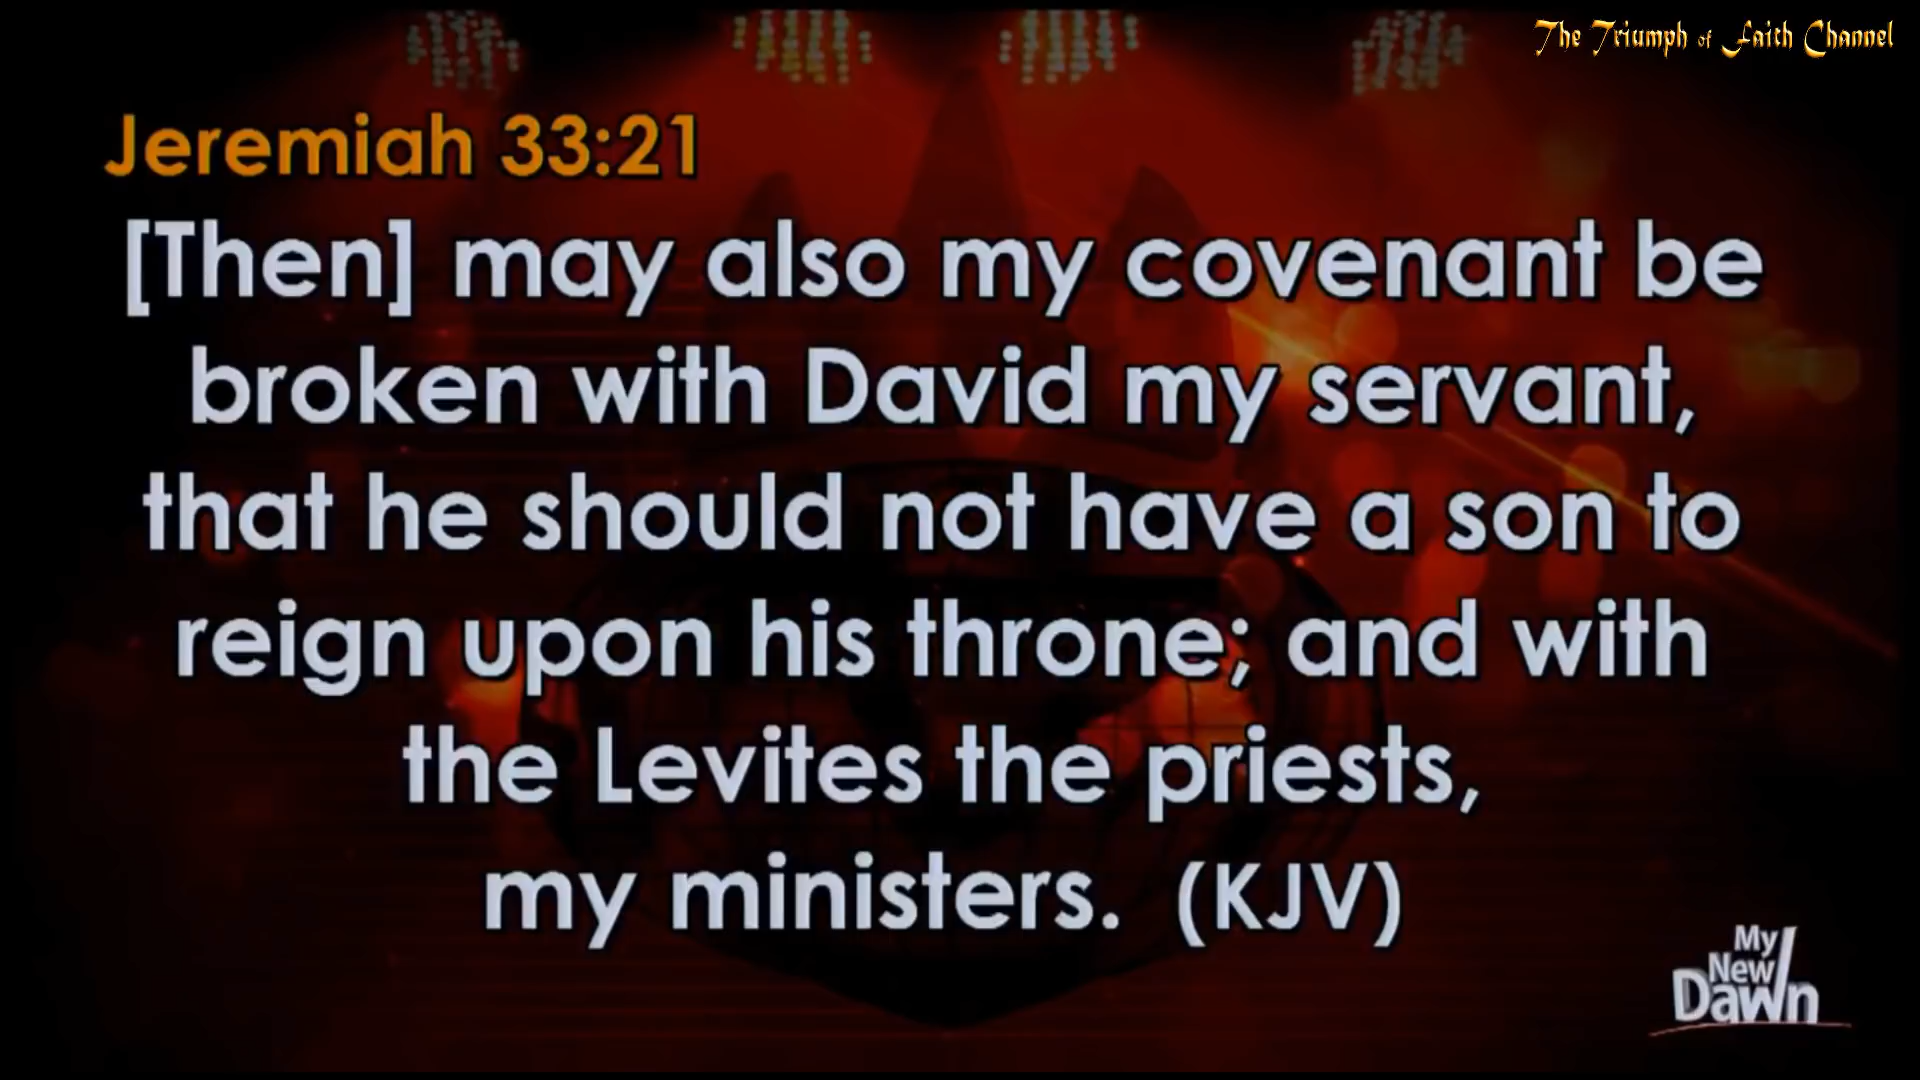 The Triumph of Faith Channel
Jeremiah 33:21
[Then] may also my covenant be
broken with David my servant,
that he should not have a son to
reign upon his throne; and with
the Levites the priests,
my ministers. (KJV)
My
New
Dawn